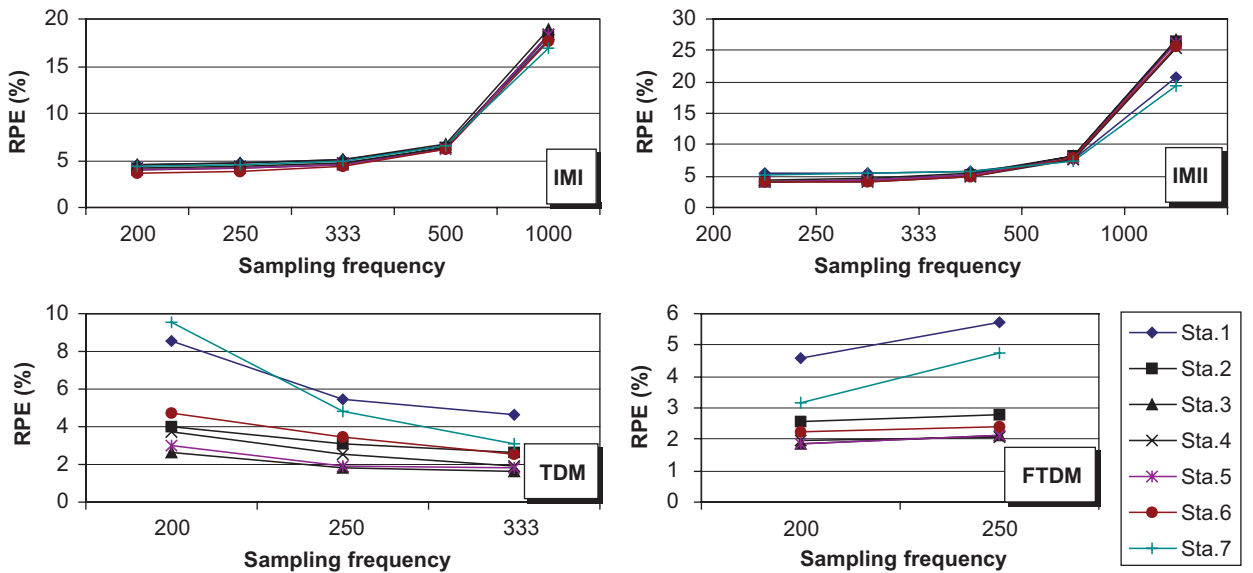 20
15
10
5
0
RPE (%)
200 250 333 500 1000
Sampling frequency
IMI
30
25
20
15
10
5
0
RPE (%)
200 250 333 500 1000
Sampling frequency
IMII
10
8
6
4
2
0
RPE (%)
200 250 333
Sampling frequency
TDM
6
5
4
3
2
1
0
RPE (%)
200 250
Sampling frequency
FTDM
Sta.1
Sta.2
Sta.3
Sta.4
Sta.5
Sta.6
Sta.7